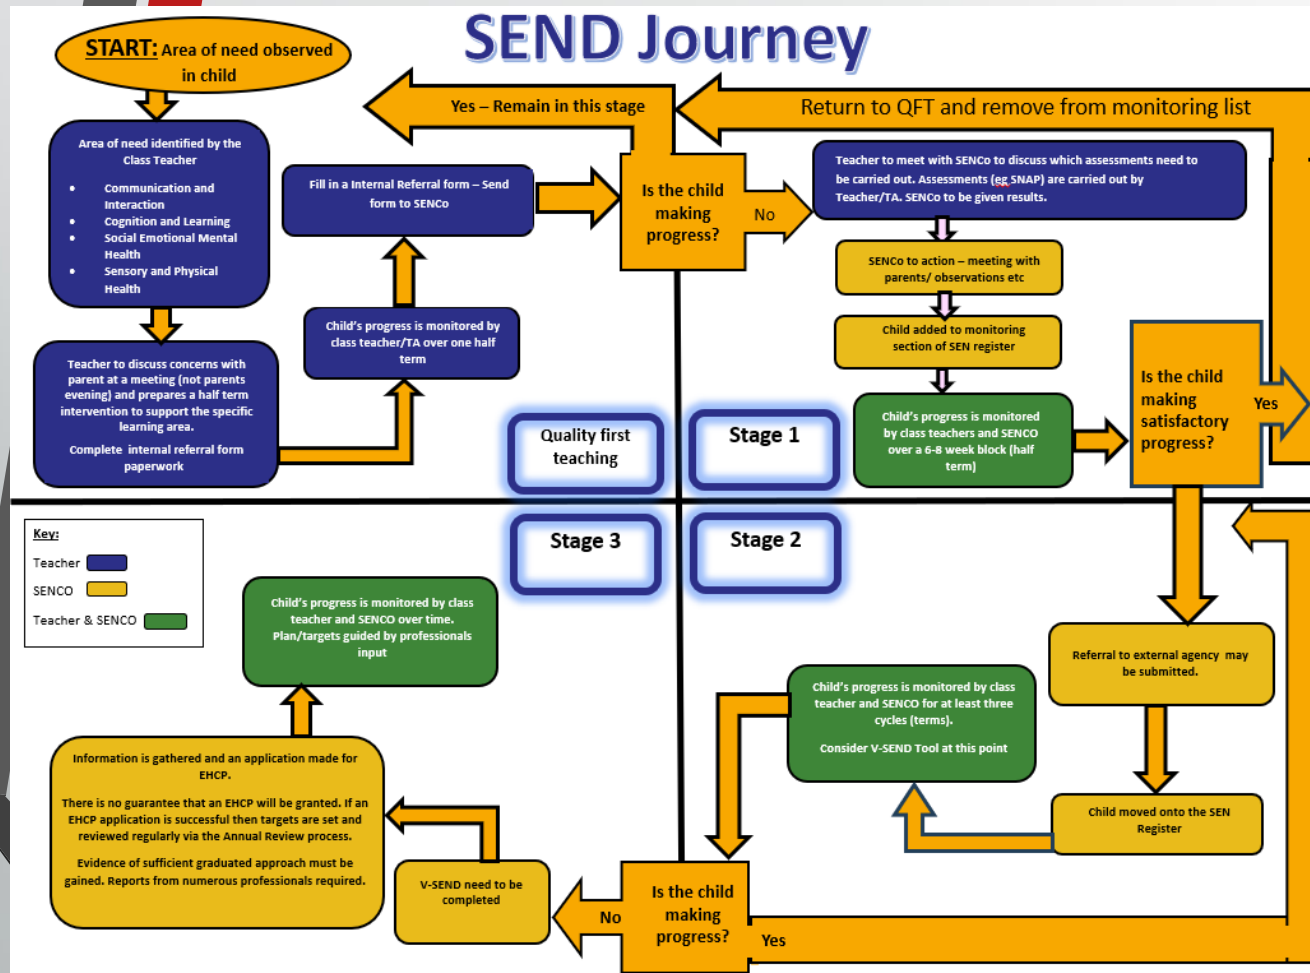 SEND Journey
START: Area of need observed
in child
Area of need identified by the
Class Teacher
Communication and
Interaction
Cognition and Learning
Social Emotional Mental
Health
Sensory and Physical
Health
Teacher to discuss concerns with
parent at a meeting (not parents
evening) and prepares a half term
intervention to support the specific
learning area.
Complete internal referral form
paperwork
Child's progress is monitored by
class teacher/TA over one half
term
Fill in a Internal Referral form – Send
form to SENCo
Yes – Remain in this stage
Is the child
making
progress?
No
Quality first
teaching
Return to QFT and remove from monitoring list
Teacher to meet with SENCo to discuss which assessments need to
be carried out. Assessments (eg SNAP) are carried out by
Teacher/TA. SENCo to be given results.
SENCo to action – meeting with
parents/ observations etc
Child added to monitoring
section of SEN register
Child's progress is monitored
by class teachers and SENCO
over a 6-8 week block (half
term)
Is the child
making
satisfactory
progress?
Yes
Stage 1
Stage 2
Referral to external agency may
be submitted.
Child moved onto the SEN
Register
Child's progress is monitored by class
teacher and SENCO for at least three
cycles (terms).
Consider V-SEND Tool at this point
Is the child
making
progress?
Yes
No
Stage 3
V-SEND need to be
completed
Information is gathered and an application made for
EHCP.
There is no guarantee that an EHCP will be granted. If an
EHCP application is successful then targets are set and
reviewed regularly via the Annual Review process.
Evidence of sufficient graduated approach must be
gained. Reports from numerous professionals required.
Child's progress is monitored by class
teacher and SENCO over time.
Plan/targets guided by professionals
input
Key:
Teacher
SENCO
Teacher & SENCO